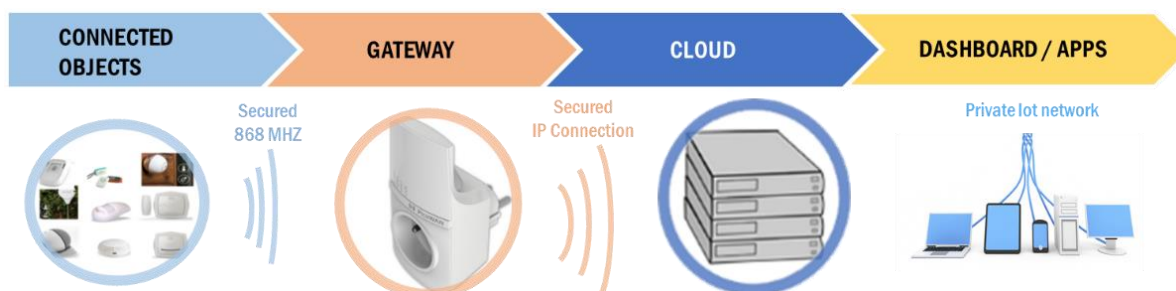 CONNECTED
OBJECTS
GATEWAY
CLOUD
DASHBOARD / APPS
Secured
868 MHZ
Secured
IP Connection
Private Iot network